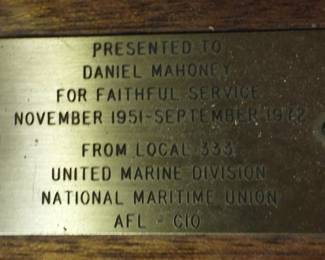 PRESENTED TO
DANIEL MAHONEY
FOR FAITHFUL SERVICE
NOVEMBER 1951-SEPTEMBER 1972
FROM LOCAL 333
UNITED MARINE DIVISION
NATIONAL MARITIME UNION
AFL - CIO